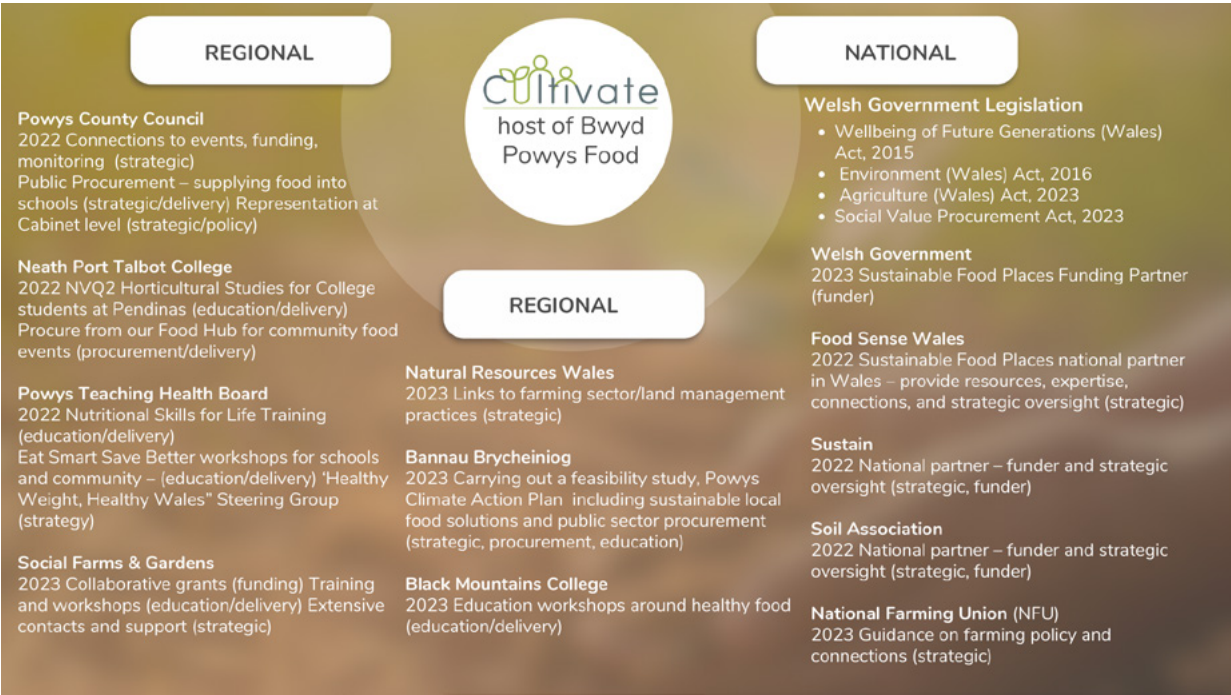 REGIONAL
Powys County Council
2022 Connections to events, funding,
monitoring (strategic)
Public Procurement – supplying food into
schools (strategic/delivery) Representation at
Cabinet level (strategic/policy)
Neath Port Talbot College
2022 NVQ2 Horticultural Studies for College
students at Pendinas (education/delivery)
Procure from our Food Hub for community food
events (procurement/delivery)
Powys Teaching Health Board
2022 Nutritional Skills for Life Training
(education/delivery)
Eat Smart Save Better workshops for schools
and community – (education/delivery) “Healthy
Weight, Healthy Wales” Steering Group
(strategy)
Social Farms & Gardens
2023 Collaborative grants (funding) Training
and workshops (education/delivery) Extensive
contacts and support (strategic)
Cultivate
host of Bwyd
Powys Food
REGIONAL
Natural Resources Wales
2023 Links to farming sector/land management
practices (strategic)
Bannau Brycheiniog
2023 Carrying out a feasibility study, Powys
Climate Action Plan including sustainable local
food solutions and public sector procurement
(strategic, procurement, education)
Black Mountains College
2023 Education workshops around healthy food
(education/delivery)
NATIONAL
Welsh Government Legislation
• Wellbeing of Future Generations (Wales)
Act, 2015
• Environment (Wales) Act, 2016
• Agriculture (Wales) Act, 2023
• Social Value Procurement Act, 2023
Welsh Government
2023 Sustainable Food Places Funding Partner
(funder)
Food Sense Wales
2022 Sustainable Food Places national partner
in Wales – provide resources, expertise,
connections, and strategic oversight (strategic)
Sustain
2022 National partner – funder and strategic
oversight (strategic, funder)
Soil Association
2022 National partner – funder and strategic
oversight (strategic, funder)
National Farming Union (NFU)
2023 Guidance on farming policy and
connections (strategic)